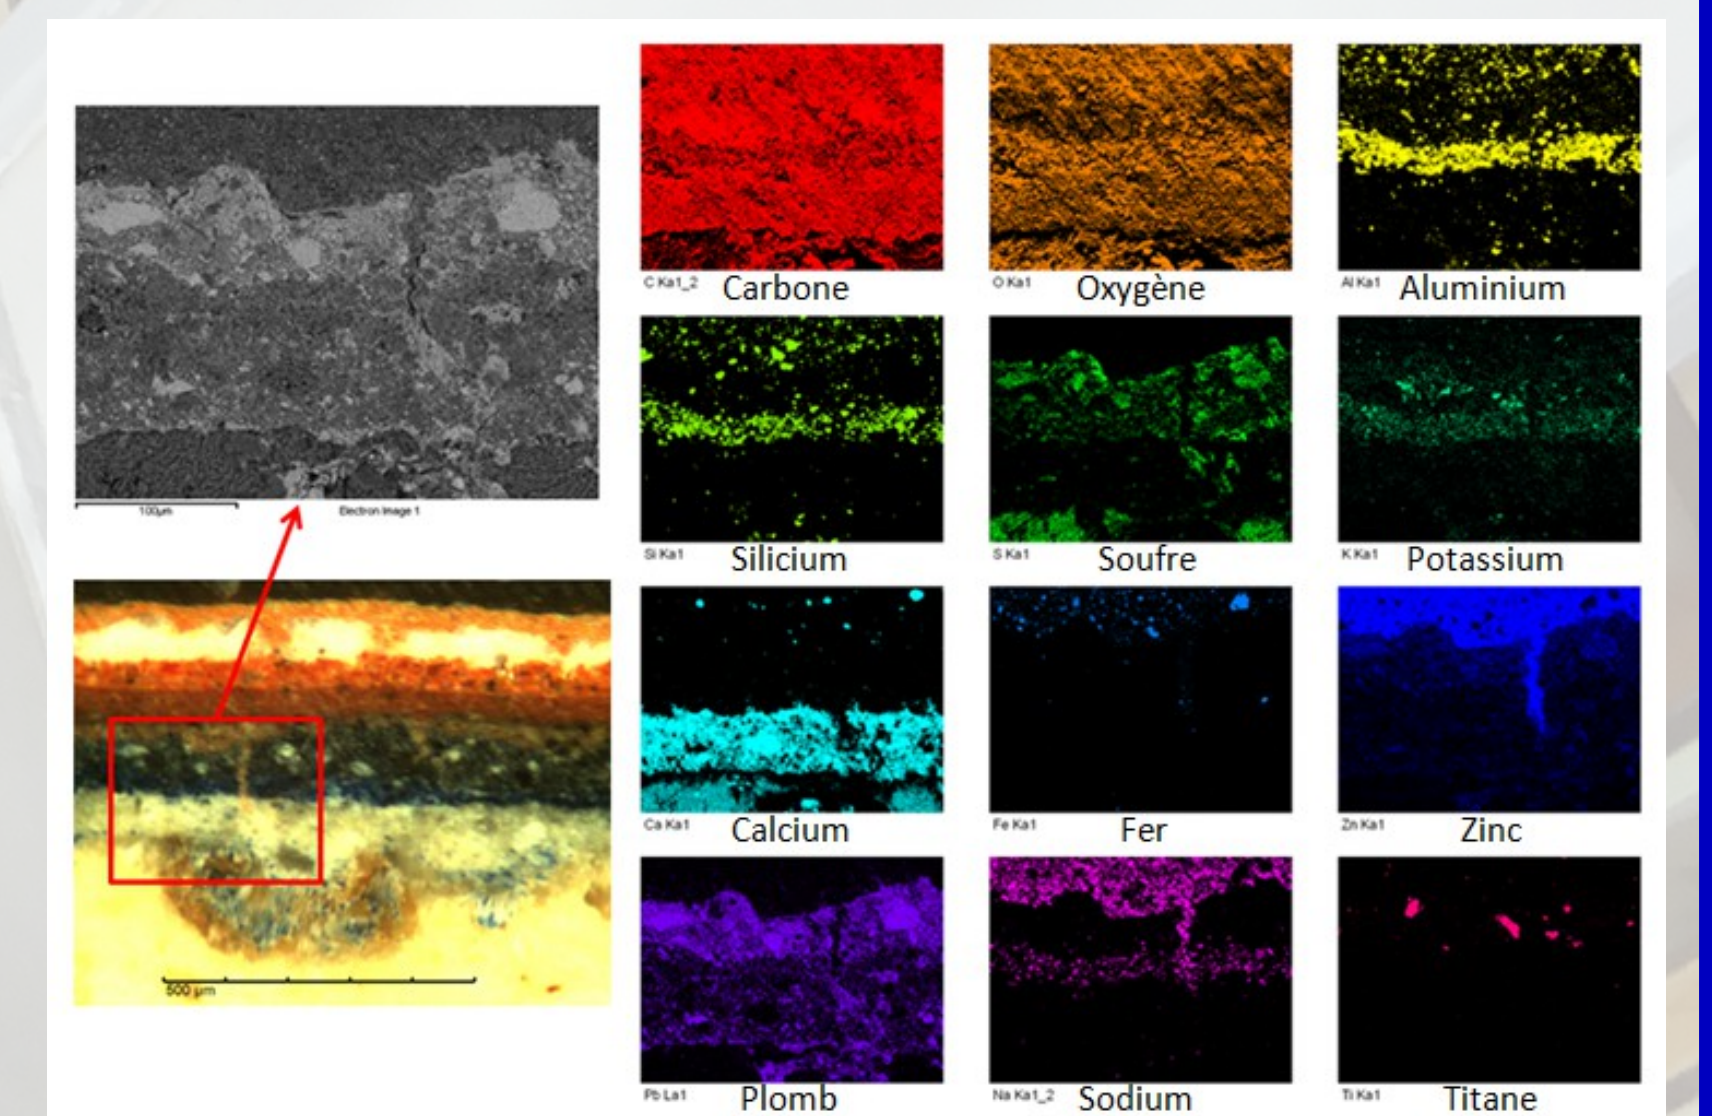 C Ka1_2 Carbone
O Ka1 Oxygène
Al Ka1 Aluminium
100µm Electron Image 1
Si Ka1 Silicium
S Ka1 Soufre
K Ka1 Potassium
Ca Ka1 Calcium
Fe Ka1 Fer
Zn Ka1 Zinc
500 µm
Pb La1 Plomb
Na Ka1_2 Sodium
Ti Ka1 Titane